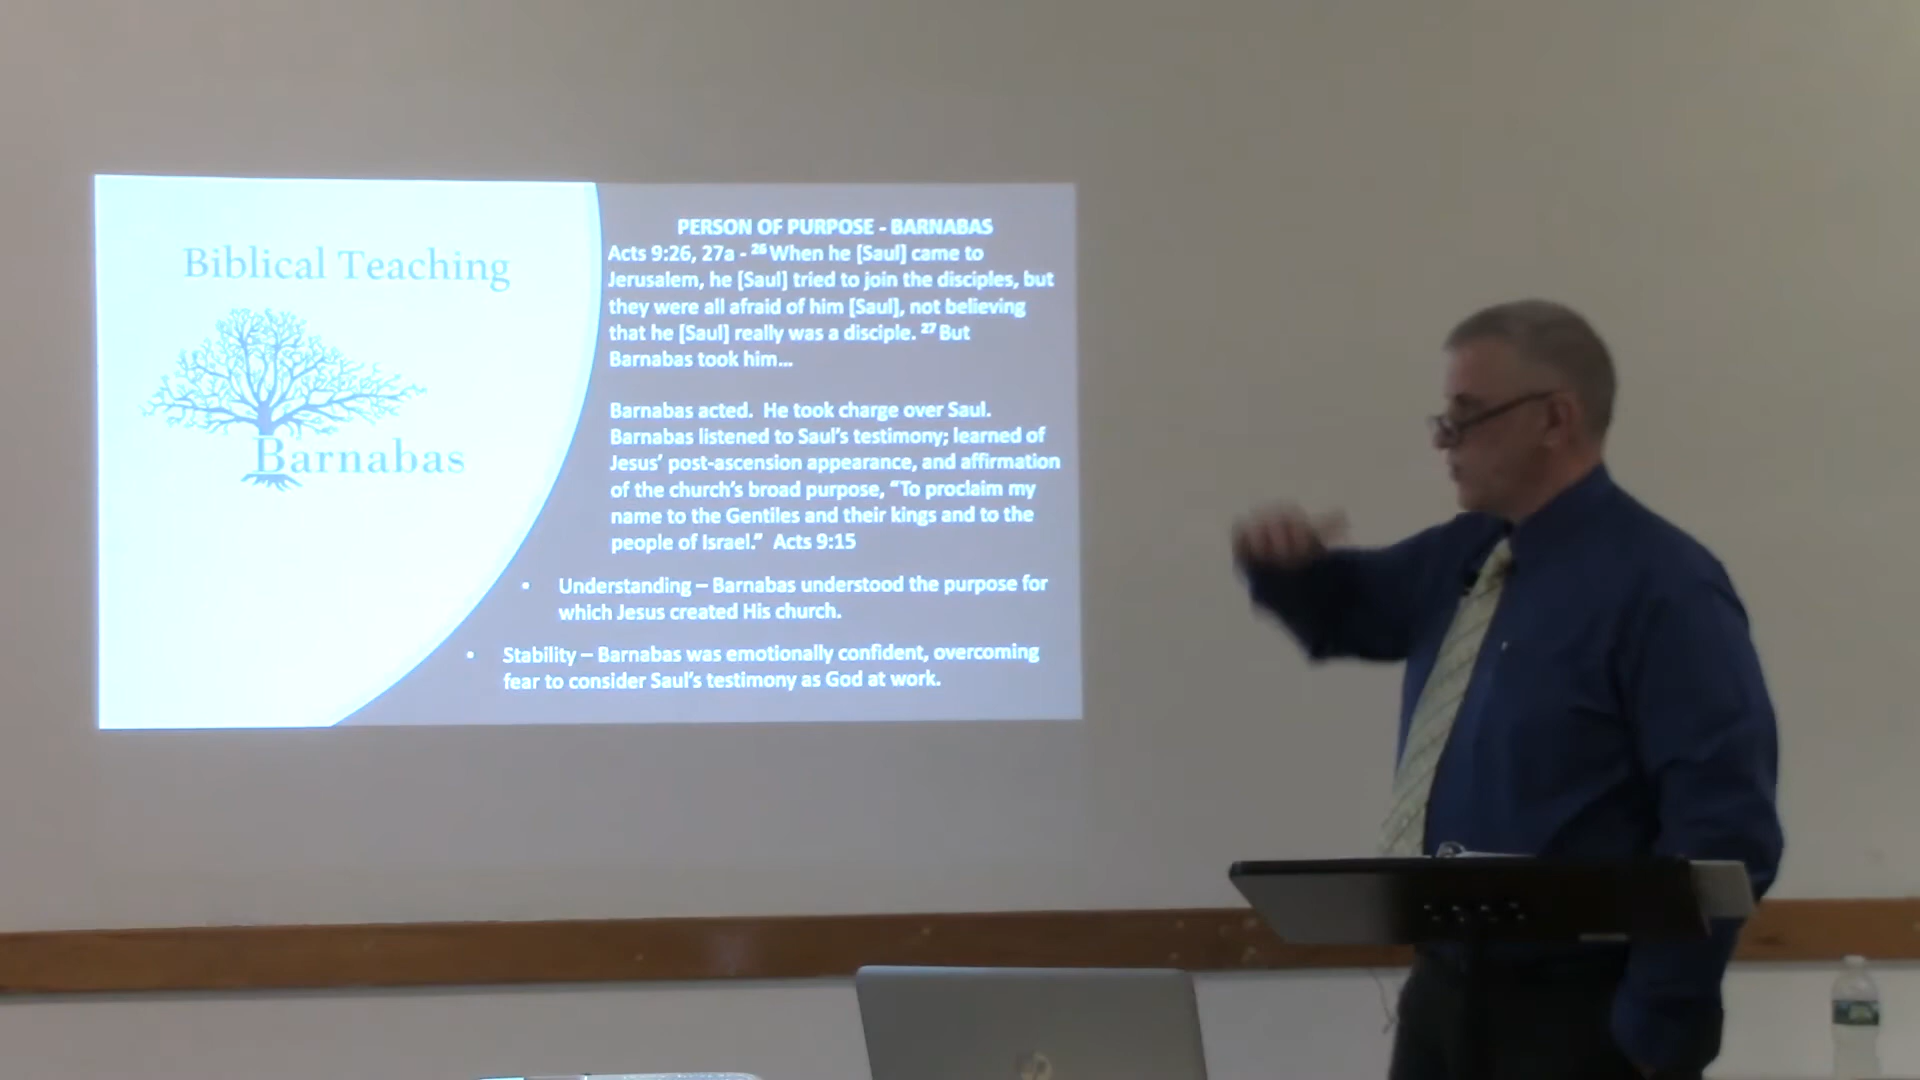 Biblical Teaching
Barnabas
PERSON OF PURPOSE - BARNABAS
Acts 9:26, 27a - 26 When he [Saul] came to
Jerusalem, he [Saul] tried to join the disciples, but
they were all afraid of him [Saul], not believing
that he [Saul] really was a disciple. 27 But
Barnabas took him...
Barnabas acted. He took charge over Saul.
Barnabas listened to Saul's testimony; learned of
Jesus' post-ascension appearance, and affirmation
of the church's broad purpose, "To proclaim my
name to the Gentiles and their kings and to the
people of Israel." Acts 9:15
• Understanding – Barnabas understood the purpose for
which Jesus created His church.
• Stability – Barnabas was emotionally confident, overcoming
fear to consider Saul's testimony as God at work.